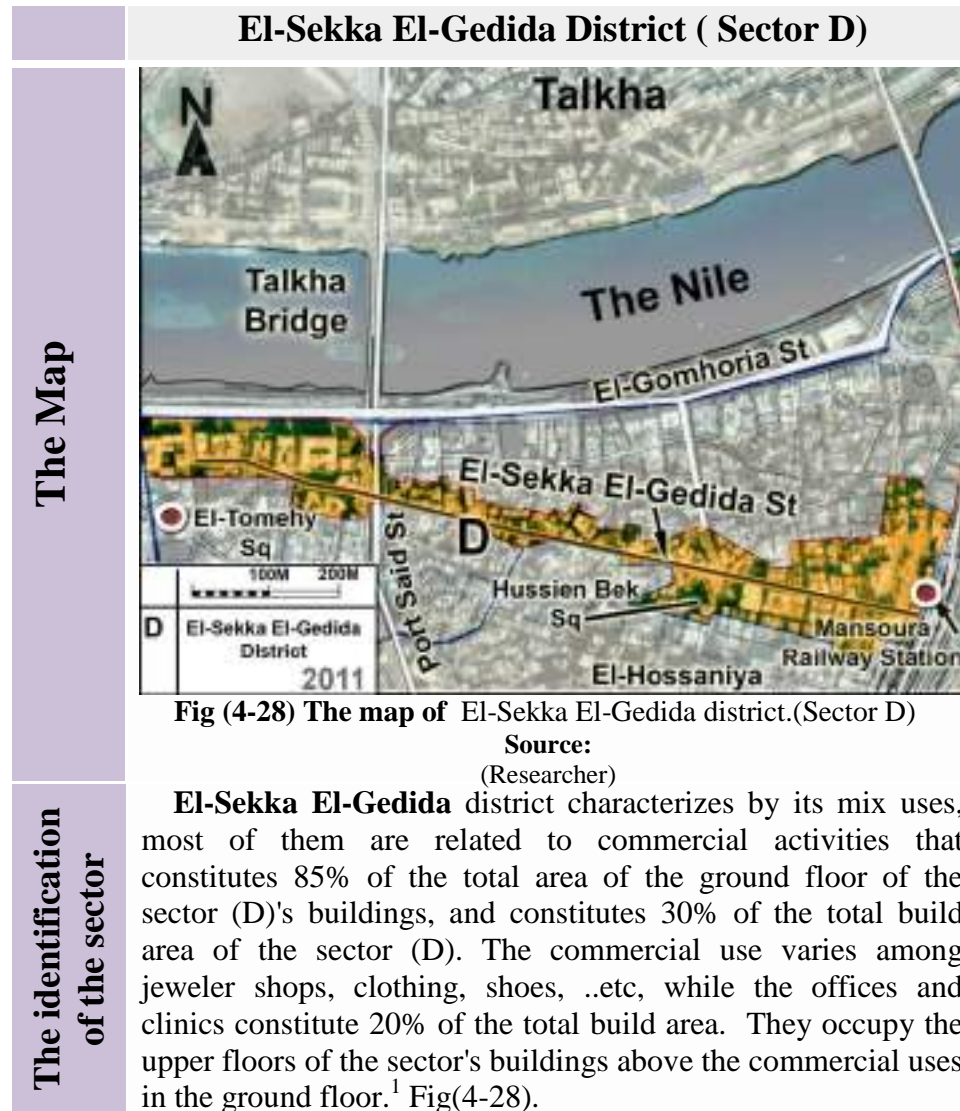 El-Sekka El-Gedida District ( Sector D)
The Map
N
Talkha
Talkha
Bridge
The Nile
El-Gomhoria St
El-Sekka El-Gedida St
El-Tomehy
Sq
D
Port Said St
Hussien Bek
Sq
Mansoura
Railway Station
El-Hossaniya
100M 200M
D El-Sekka El-Gedida
District
2011
Fig (4-28) The map of El-Sekka El-Gedida district.(Sector D)
Source:
(Researcher)
The identification
of the sector
El-Sekka El-Gedida district characterizes by its mix uses,
most of them are related to commercial activities that
constitutes 85% of the total area of the ground floor of the
sector (D)'s buildings, and constitutes 30% of the total build
area of the sector (D). The commercial use varies among
jeweler shops, clothing, shoes, ..etc, while the offices and
clinics constitute 20% of the total build area. They occupy the
upper floors of the sector's buildings above the commercial uses
in the ground floor.¹ Fig(4-28).